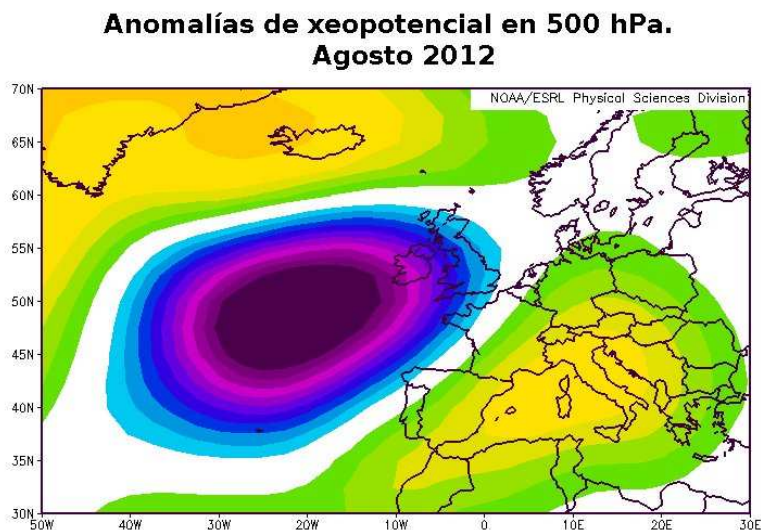 Anomalías de xeopotencial en 500 hPa.
Agosto 2012
NOAA/ESRL Physical Sciences Division
70N
65N
60N
55N
50N
45N
40N
35N
30N
50W 40W 30W 20W 10W 0 10E 20E 30E